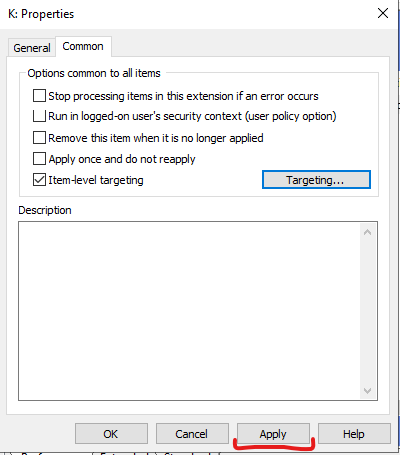 K: Properties
General Common
Options common to all items
Stop processing items in this extension if an error occurs
Run in logged-on user's security context (user policy option)
Remove this item when it is no longer applied
Apply once and do not reapply
Item-level targeting
Targeting...
Description
OK Cancel Apply Help